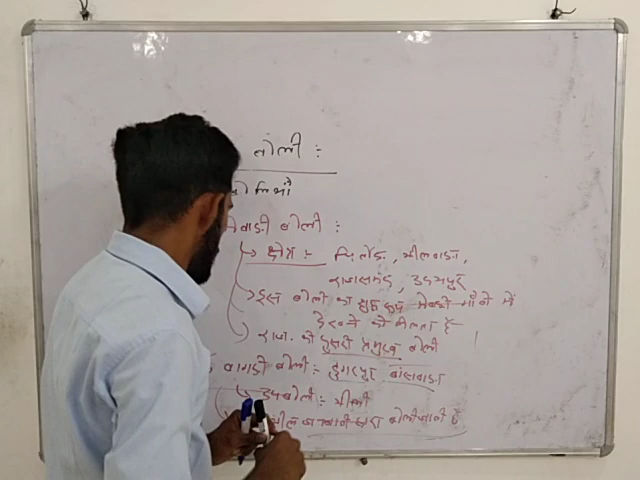 बोली :
बोलियाँ
मेवाडी बोली :
→ क्षेत्र :- चित्तौड, भीलवाडा,
राजसमंद, उदयपुर
→ इस बोली का शुद्ध रूप मेवाड़ी गाँवो में
देखने को मिलता है-
→ राज. की दुसरी प्रमुख बोली
वागडी बोली :- डुंगरपुर बांसवाडा
→ उपबोली :- भीली
भील जनजाति द्वारा बोली जाती है